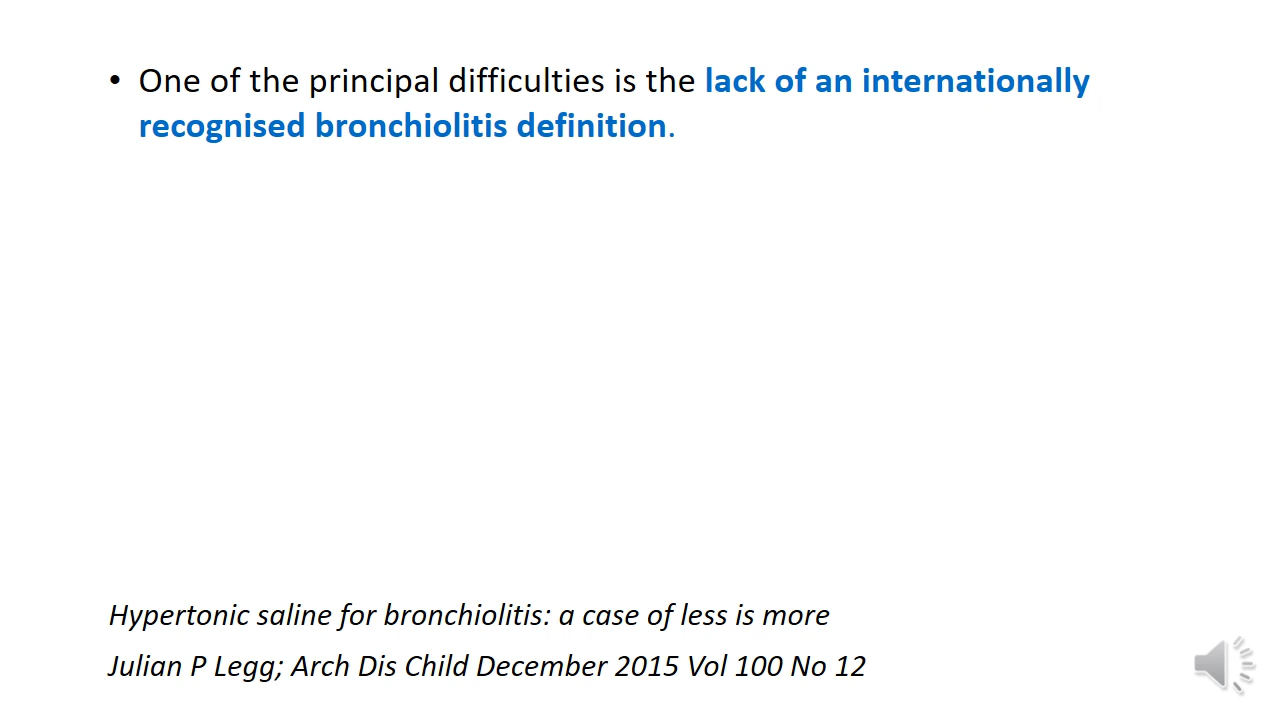 • One of the principal difficulties is the lack of an internationally
recognised bronchiolitis definition.
Hypertonic saline for bronchiolitis: a case of less is more
Julian P Legg; Arch Dis Child December 2015 Vol 100 No 12